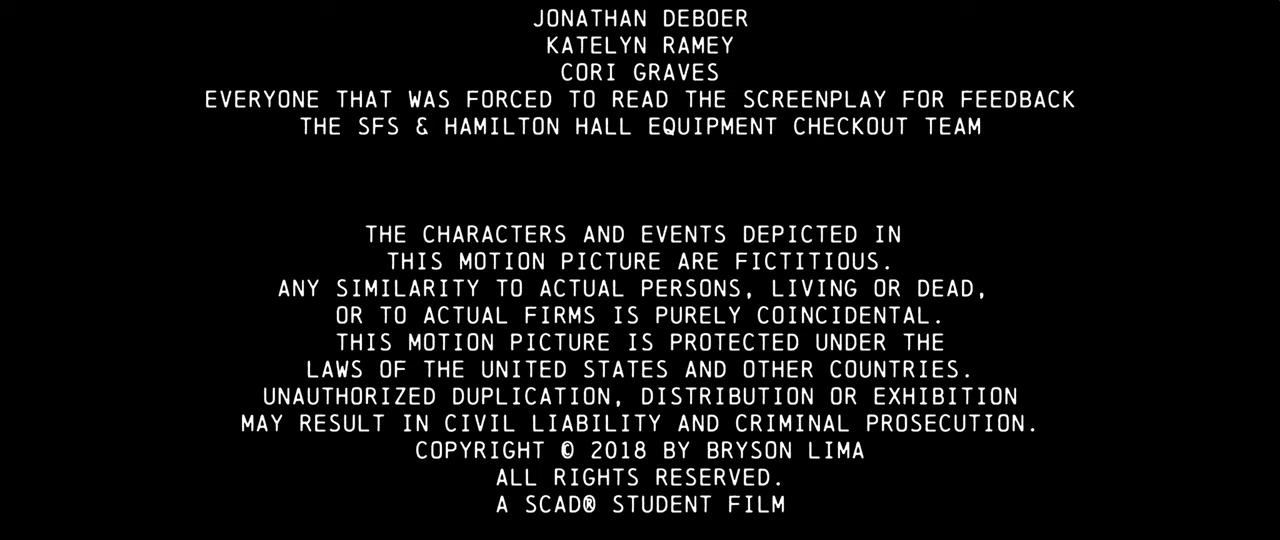 JONATHAN DEBOER
KATELYN RAMEY
CORI GRAVES
EVERYONE THAT WAS FORCED TO READ THE SCREENPLAY FOR FEEDBACK
THE SFS & HAMILTON HALL EQUIPMENT CHECKOUT TEAM
THE CHARACTERS AND EVENTS DEPICTED IN
THIS MOTION PICTURE ARE FICTITIOUS.
ANY SIMILARITY TO ACTUAL PERSONS, LIVING OR DEAD,
OR TO ACTUAL FIRMS IS PURELY COINCIDENTAL.
THIS MOTION PICTURE IS PROTECTED UNDER THE
LAWS OF THE UNITED STATES AND OTHER COUNTRIES.
UNAUTHORIZED DUPLICATION, DISTRIBUTION OR EXHIBITION
MAY RESULT IN CIVIL LIABILITY AND CRIMINAL PROSECUTION.
COPYRIGHT © 2018 BY BRYSON LIMA
ALL RIGHTS RESERVED.
A SCAD® STUDENT FILM